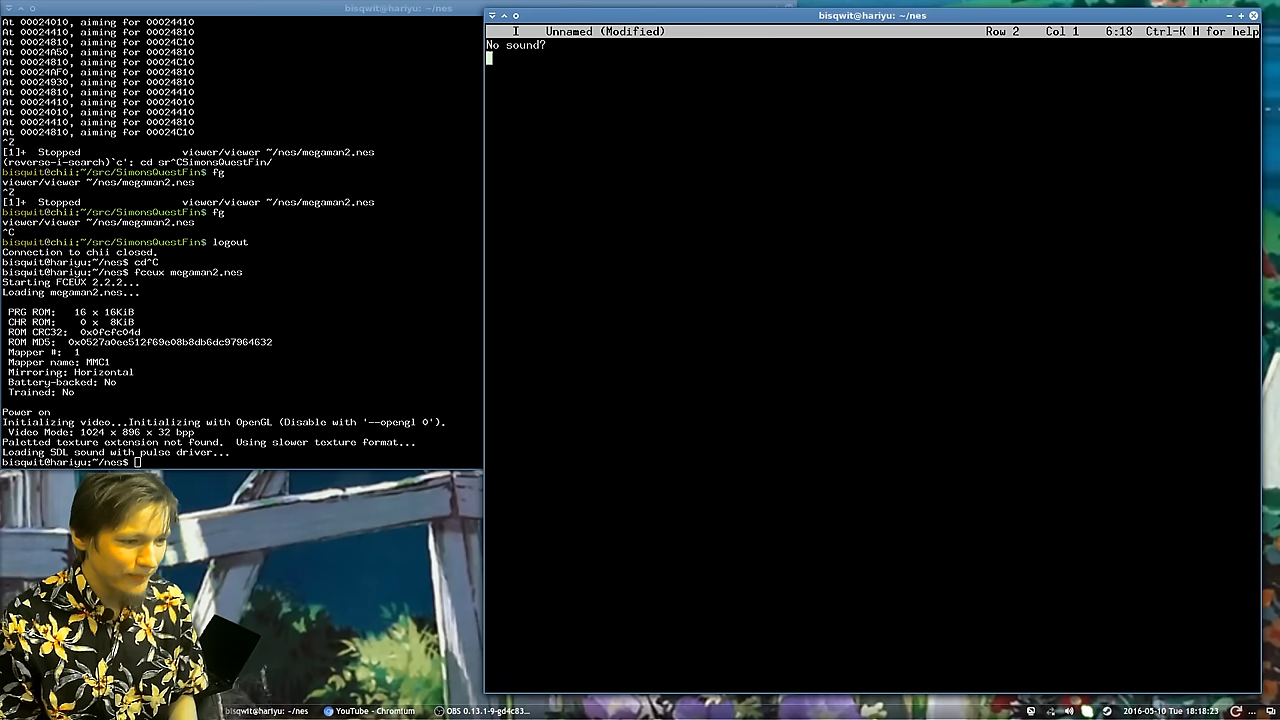 bisqwit@hariyu: ~/nes
At 00024010, aiming for 00024410
At 00024410, aiming for 00024810
At 00024810, aiming for 00024C10
At 00024A50, aiming for 00024810
At 00024810, aiming for 00024C10
At 00024AF0, aiming for 00024810
At 00024930, aiming for 00024810
At 00024810, aiming for 00024410
At 00024410, aiming for 00024010
At 00024010, aiming for 00024410
At 00024410, aiming for 00024810
At 00024810, aiming for 00024C10
^Z
[1]+  Stopped                 viewer/viewer ~/nes/megaman2.nes
(reverse-i-search)`c': cd sr^CSimonsQuestFin/
bisqwit@chii:~/src/SimonsQuestFin$ fg
viewer/viewer ~/nes/megaman2.nes
^Z
[1]+  Stopped                 viewer/viewer ~/nes/megaman2.nes
bisqwit@chii:~/src/SimonsQuestFin$ fg
viewer/viewer ~/nes/megaman2.nes
^C
bisqwit@chii:~/src/SimonsQuestFin$ logout
Connection to chii closed.
bisqwit@hariyu:~/nes$ cd^C
bisqwit@hariyu:~/nes$ fceux megaman2.nes
Starting FCEUX 2.2.2...
Loading megaman2.nes...
PRG ROM:   16 x 16KiB
CHR ROM:    0 x  8KiB
ROM CRC32:  0x0fcfc04d
ROM MD5:  0x0527a0ee512f69e08b8db6dc97964632
Mapper #:  1
Mapper name: MMC1
Mirroring: Horizontal
Battery-backed: No
Trained: No
Power on
Initializing video...Initializing with OpenGL (Disable with '--opengl 0').
Video Mode: 1024 x 896 x 32 bpp
Paletted texture extension not found.  Using slower texture format...
Loading SDL sound with pulse driver...
bisqwit@hariyu:~/nes$
bisqwit@hariyu: ~/nes
I    Unnamed (Modified)    Row 2    Col 1    6:18  Ctrl-K H for help
No sound?
bisqwit@hariyu: ~/nes    YouTube - Chromium    OBS 0.13.1-9-gd4c83...    2016-05-10 Tue 18:18:23    ...